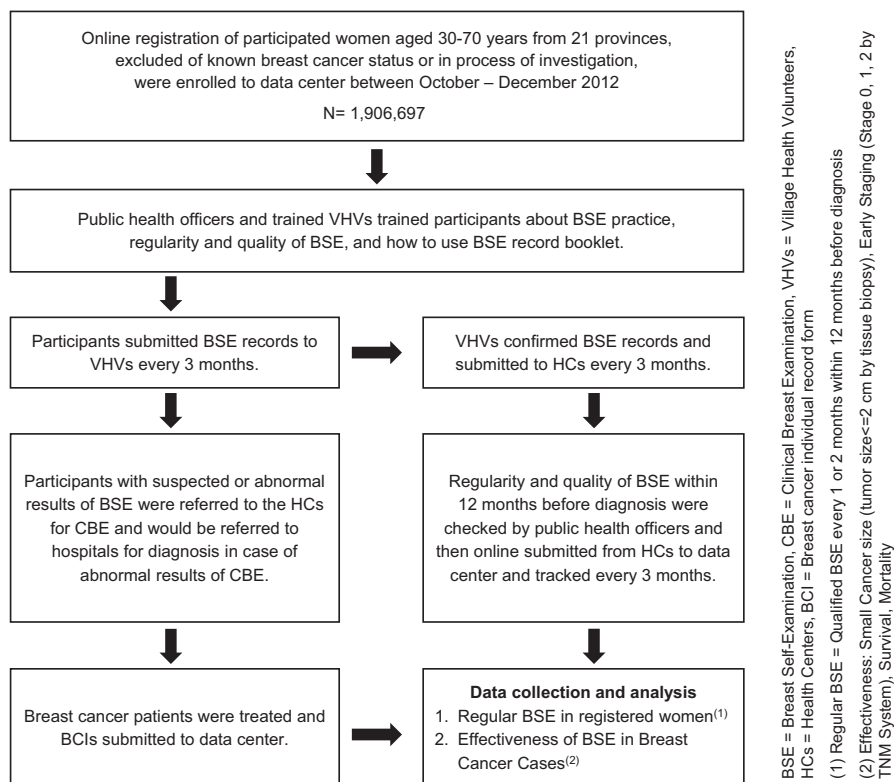 Online registration of participated women aged 30-70 years from 21 provinces,
excluded of known breast cancer status or in process of investigation,
were enrolled to data center between October – December 2012
N= 1,906,697
Public health officers and trained VHVs trained participants about BSE practice,
regularity and quality of BSE, and how to use BSE record booklet.
Participants submitted BSE records to
VHVs every 3 months.
VHVs confirmed BSE records and
submitted to HCs every 3 months.
Participants with suspected or abnormal
results of BSE were referred to the HCs
for CBE and would be referred to
hospitals for diagnosis in case of
abnormal results of CBE.
Regularity and quality of BSE within
12 months before diagnosis were
checked by public health officers and
then online submitted from HCs to data
center and tracked every 3 months.
Breast cancer patients were treated and
BCIs submitted to data center.
Data collection and analysis
1. Regular BSE in registered women(1)
2. Effectiveness of BSE in Breast
Cancer Cases(2)
BSE = Breast Self-Examination, CBE = Clinical Breast Examination, VHVs = Village Health Volunteers,
HCs = Health Centers, BCI = Breast cancer individual record form
(1) Regular BSE = Qualified BSE every 1 or 2 months within 12 months before diagnosis
(2) Effectiveness: Small Cancer size (tumor size<=2 cm by tissue biopsy), Early Staging (Stage 0, 1, 2 by
TNM System), Survival, Mortality